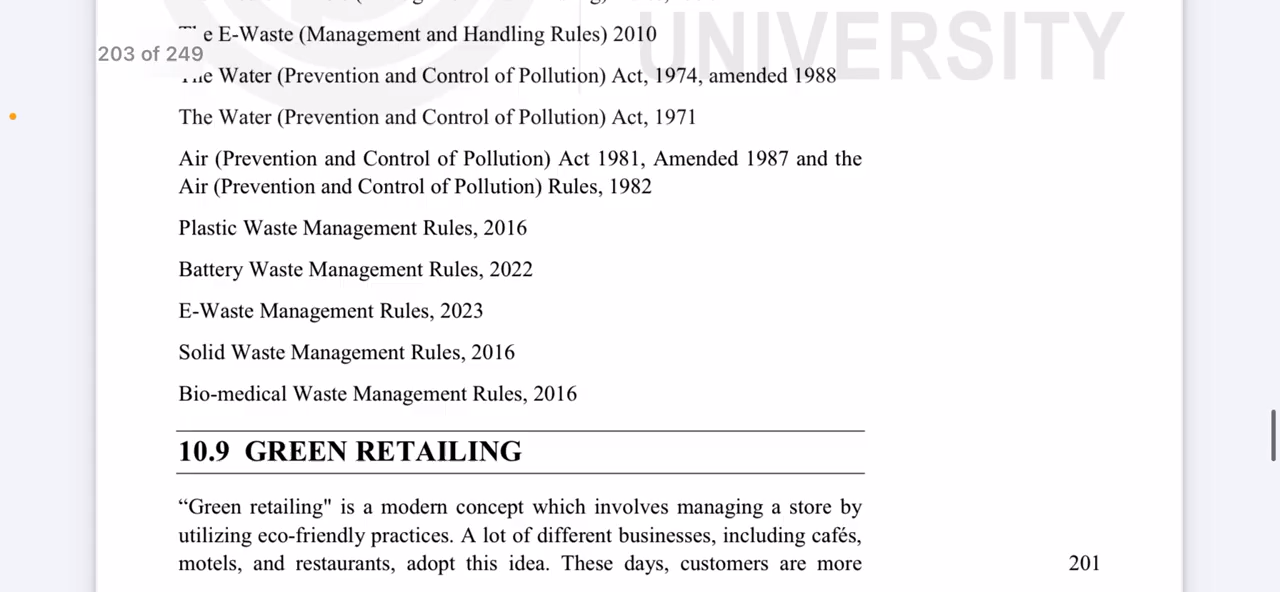 e E-Waste (Management and Handling Rules) 2010
UNIVERSITY
203 of 249
Water (Prevention and Control of Pollution) Act, 1974, amended 1988
The Water (Prevention and Control of Pollution) Act, 1971
Air (Prevention and Control of Pollution) Act 1981, Amended 1987 and the
Air (Prevention and Control of Pollution) Rules, 1982
Plastic Waste Management Rules, 2016
Battery Waste Management Rules, 2022
E-Waste Management Rules, 2023
Solid Waste Management Rules, 2016
Bio-medical Waste Management Rules, 2016
10.9 GREEN RETAILING
“Green retailing" is a modern concept which involves managing a store by
utilizing eco-friendly practices. A lot of different businesses, including cafés,
motels, and restaurants, adopt this idea. These days, customers are more
201